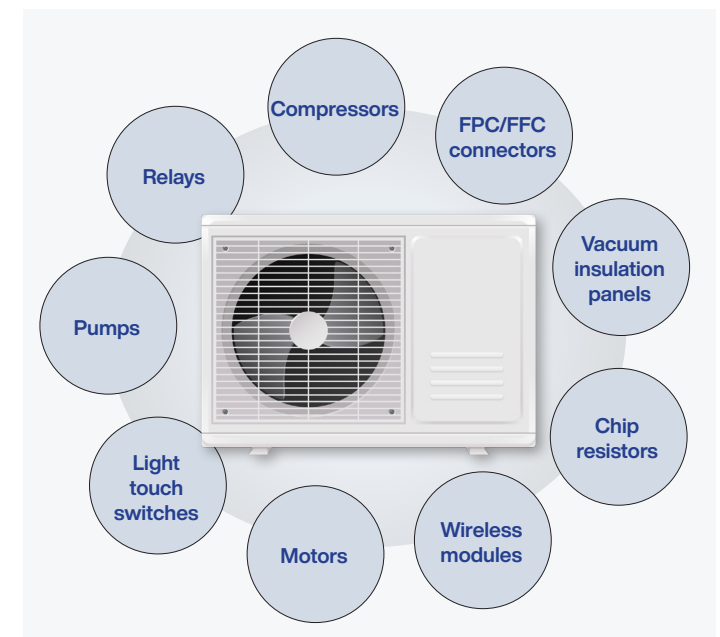 Compressors
FPC/FFC
connectors
Vacuum
insulation
panels
Chip
resistors
Wireless
modules
Motors
Light
touch
switches
Pumps
Relays